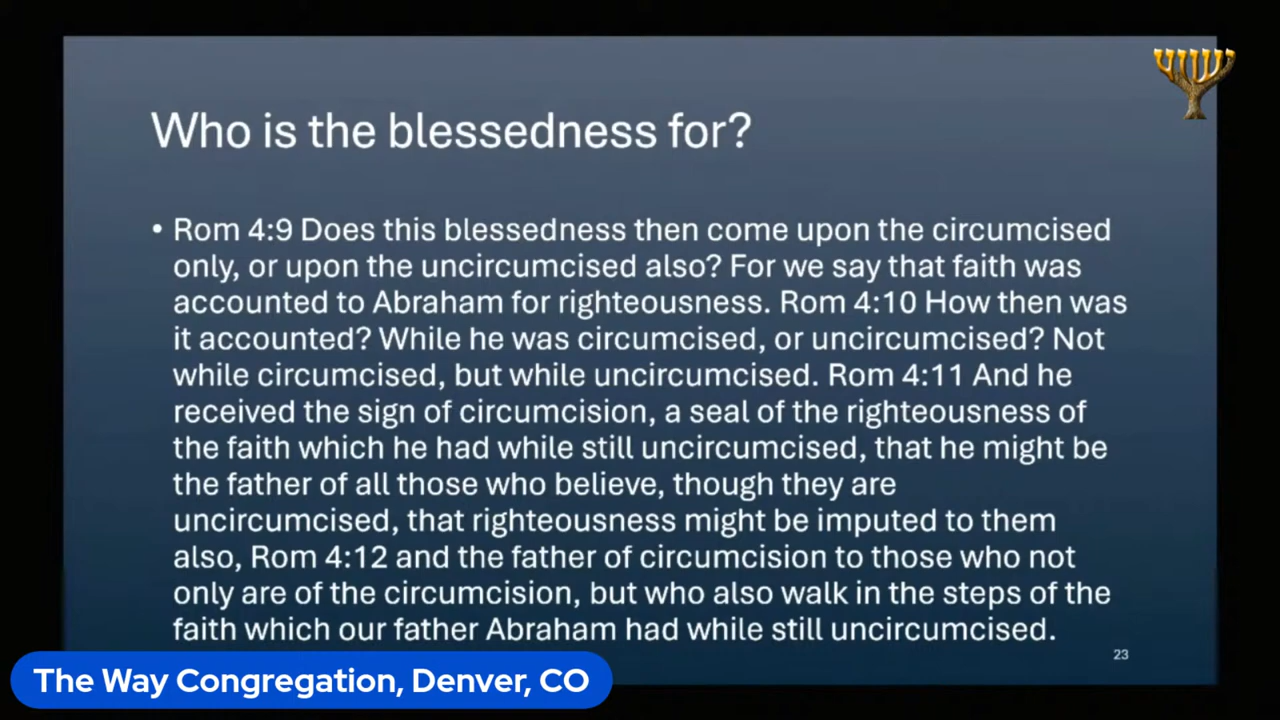 Who is the blessedness for?
• Rom 4:9 Does this blessedness then come upon the circumcised
only, or upon the uncircumcised also? For we say that faith was
accounted to Abraham for righteousness. Rom 4:10 How then was
it accounted? While he was circumcised, or uncircumcised? Not
while circumcised, but while uncircumcised. Rom 4:11 And he
received the sign of circumcision, a seal of the righteousness of
the faith which he had while still uncircumcised, that he might be
the father of all those who believe, though they are
uncircumcised, that righteousness might be imputed to them
also, Rom 4:12 and the father of circumcision to those who not
only are of the circumcision, but who also walk in the steps of the
faith which our father Abraham had while still uncircumcised.
23
The Way Congregation, Denver, CO